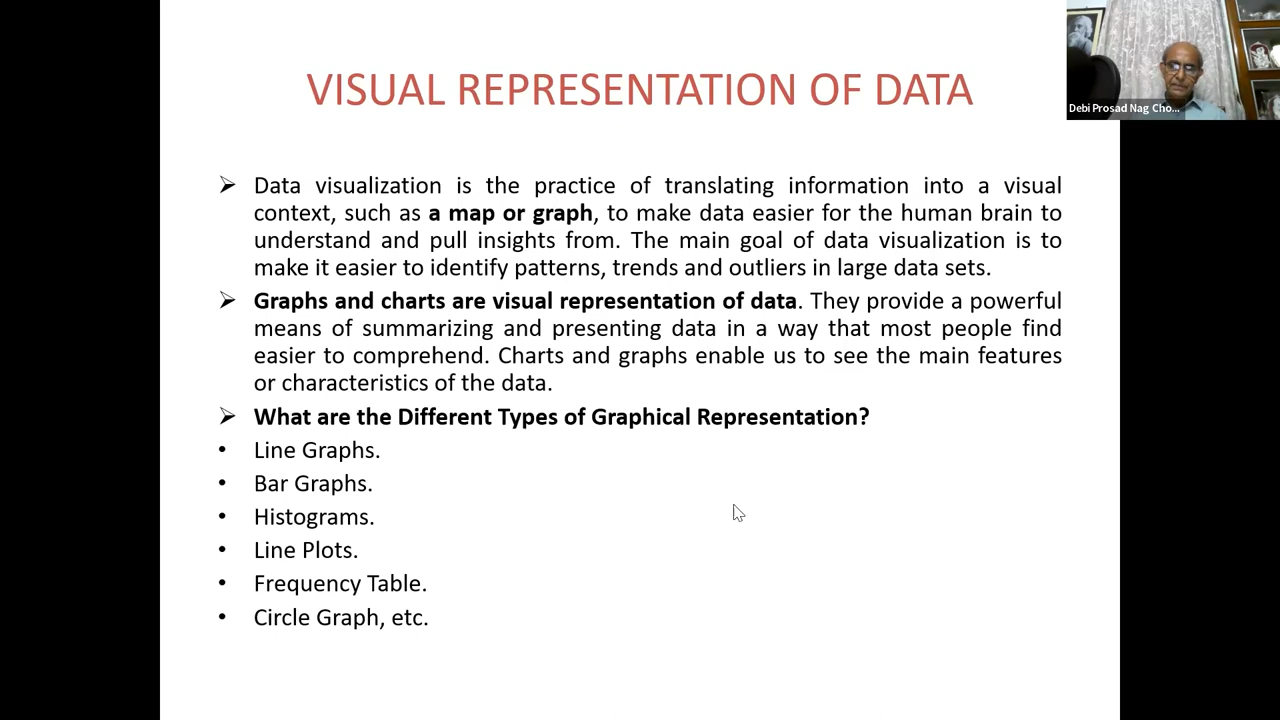 VISUAL REPRESENTATION OF DATA
Debi Prosad Nag Cho...
➢ Data visualization is the practice of translating information into a visual
context, such as a map or graph, to make data easier for the human brain to
understand and pull insights from. The main goal of data visualization is to
make it easier to identify patterns, trends and outliers in large data sets.
➢ Graphs and charts are visual representation of data. They provide a powerful
means of summarizing and presenting data in a way that most people find
easier to comprehend. Charts and graphs enable us to see the main features
or characteristics of the data.
➢ What are the Different Types of Graphical Representation?
• Line Graphs.
• Bar Graphs.
• Histograms.
• Line Plots.
• Frequency Table.
• Circle Graph, etc.